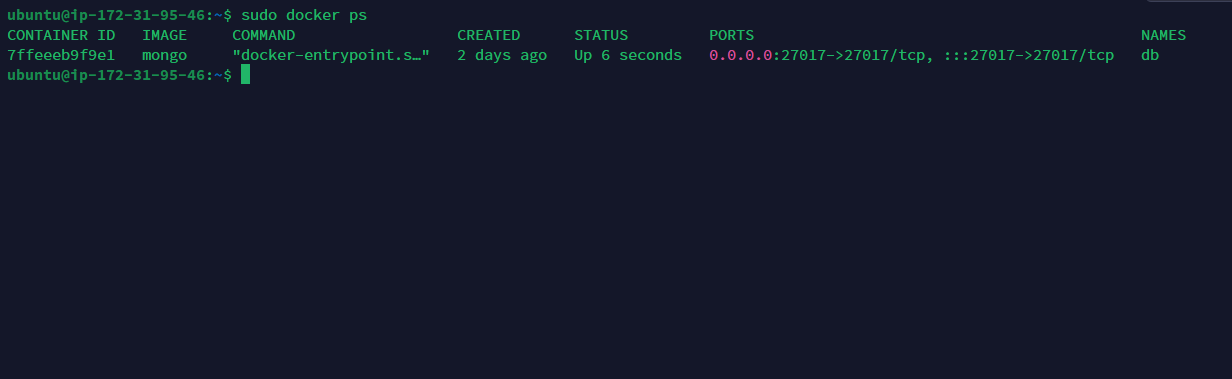 ubuntu@ip-172-31-95-46:~$ sudo docker ps
CONTAINER ID   IMAGE     COMMAND                  CREATED      STATUS         PORTS                                           NAMES
7ffeeeb9f9e1   mongo     "docker-entrypoint.s…"   2 days ago   Up 6 seconds   0.0.0.0:27017->27017/tcp, :::27017->27017/tcp   db
ubuntu@ip-172-31-95-46:~$